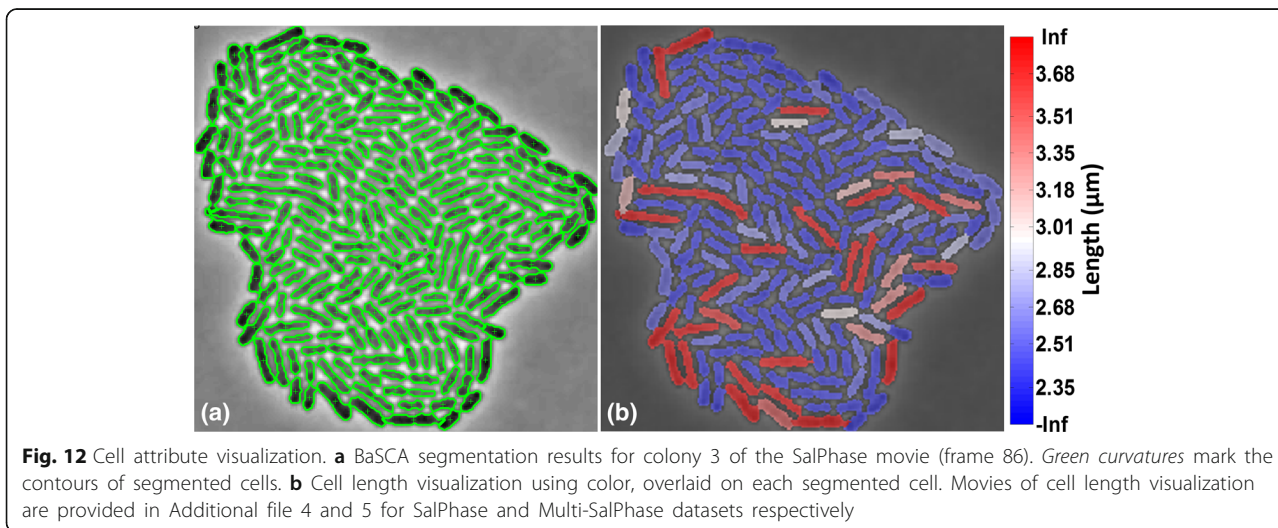 (a)
(b)
Inf
3.68
3.51
3.35
3.18
3.01
2.85
2.68
2.51
2.35
-Inf
Length (µm)
Fig. 12 Cell attribute visualization. a BaSCA segmentation results for colony 3 of the SalPhase movie (frame 86). Green curvatures mark the
contours of segmented cells. b Cell length visualization using color, overlaid on each segmented cell. Movies of cell length visualization
are provided in Additional file 4 and 5 for SalPhase and Multi-SalPhase datasets respectively